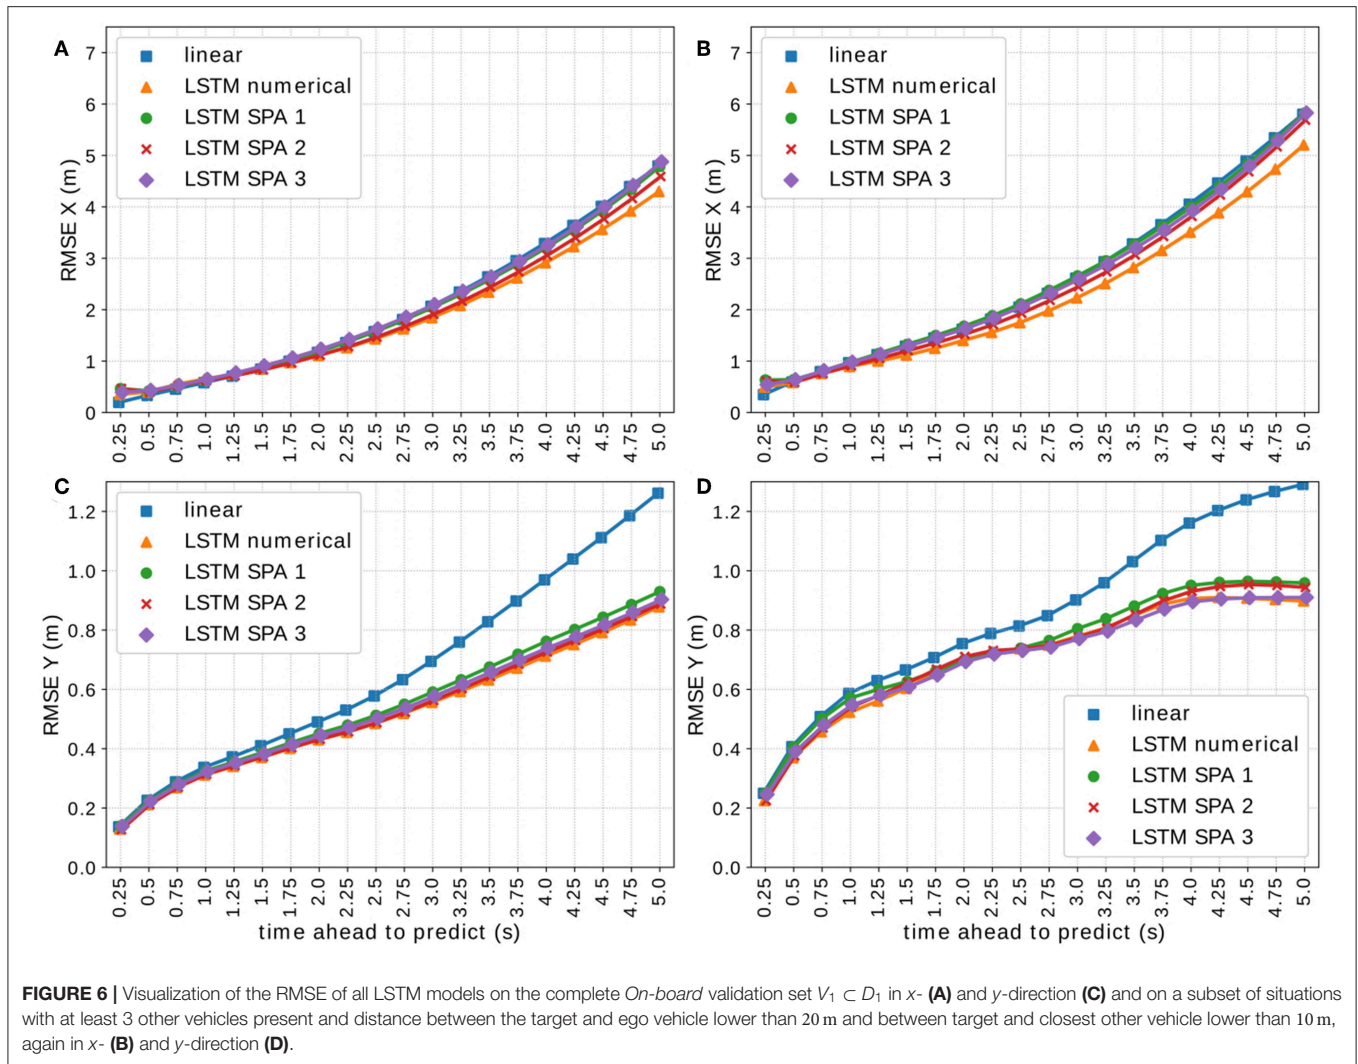 A
7
6
5
4
3
2
1
0
RMSE X (m)
linear
LSTM numerical
LSTM SPA 1
LSTM SPA 2
LSTM SPA 3
0.25 0.5 0.75 1.0 1.25 1.5 1.75 2.0 2.25 2.5 2.75 3.0 3.25 3.5 3.75 4.0 4.25 4.5 4.75 5.0
B
7
6
5
4
3
2
1
0
RMSE X (m)
linear
LSTM numerical
LSTM SPA 1
LSTM SPA 2
LSTM SPA 3
0.25 0.5 0.75 1.0 1.25 1.5 1.75 2.0 2.25 2.5 2.75 3.0 3.25 3.5 3.75 4.0 4.25 4.5 4.75 5.0
C
1.2
1.0
0.8
0.6
0.4
0.2
0.0
RMSE Y (m)
linear
LSTM numerical
LSTM SPA 1
LSTM SPA 2
LSTM SPA 3
0.25 0.5 0.75 1.0 1.25 1.5 1.75 2.0 2.25 2.5 2.75 3.0 3.25 3.5 3.75 4.0 4.25 4.5 4.75 5.0
time ahead to predict (s)
D
1.2
1.0
0.8
0.6
0.4
0.2
0.0
RMSE Y (m)
linear
LSTM numerical
LSTM SPA 1
LSTM SPA 2
LSTM SPA 3
0.25 0.5 0.75 1.0 1.25 1.5 1.75 2.0 2.25 2.5 2.75 3.0 3.25 3.5 3.75 4.0 4.25 4.5 4.75 5.0
time ahead to predict (s)
FIGURE 6 | Visualization of the RMSE of all LSTM models on the complete On-board validation set V₁ ⊂ D₁ in x- (A) and y-direction (C) and on a subset of situations
with at least 3 other vehicles present and distance between the target and ego vehicle lower than 20 m and between target and closest other vehicle lower than 10 m,
again in x- (B) and y-direction (D).